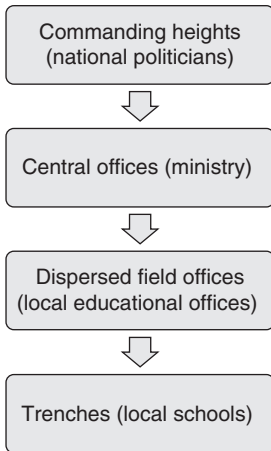 Commanding heights
(national politicians)
Central offices (ministry)
Dispersed field offices
(local educational offices)
Trenches (local schools)